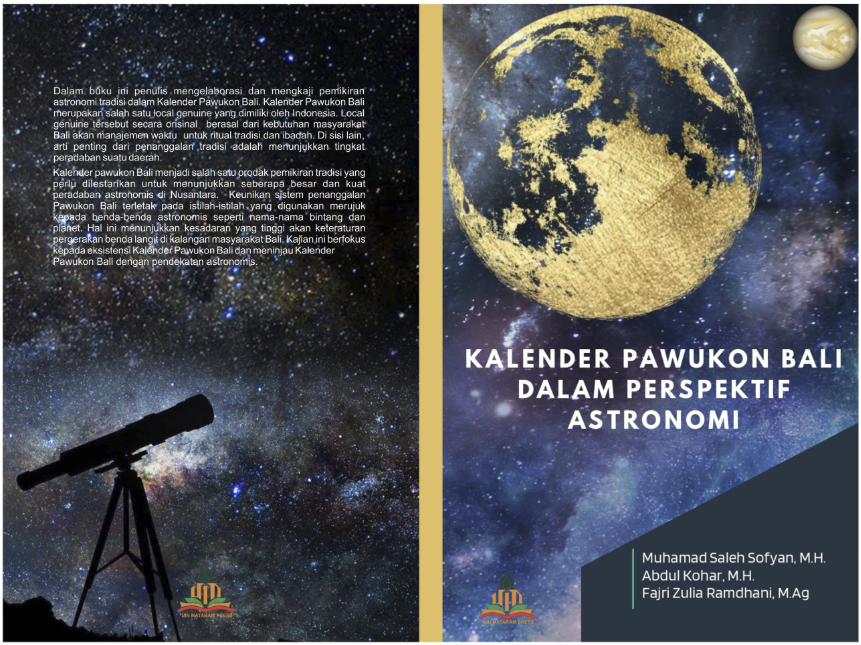 Dalam buku ini penulis mengelaborasi dan mengkaji pemikiran
astronomi tradisi dalam Kalender Pawukon Bali. Kalender Pawukon Bali
merupakan salah satu local genuine yang dimiliki oleh Indonesia. Local
genuine tersebut secara orisinal berasal dari kebutuhan masyarakat
Bali akan manajemen waktu untuk ritual tradisi dan ibadah. Di sisi lain,
arti penting dari penanggalan tradisi adalah menunjukkan tingkat
peradaban suatu daerah.
Kalender pawukon Bali menjadi salah satu produk pemikiran tradisi yang
perlu dilestarikan untuk menunjukkan seberapa besar dan kuat
peradaban astronomis di Nusantara. Keunikan sistem penanggalan
Pawukon Bali terletak pada istilah-istilah yang digunakan merujuk
kepada benda-benda astronomis seperti nama-nama bintang dan
planet. Hal ini menunjukkan kesadaran yang tinggi akan keteraturan
pergerakan benda langit di kalangan masyarakat Bali. Kajian ini berfokus
kepada eksistensi Kalender Pawukon Bali dan meninjau Kalender
Pawukon Bali dengan pendekatan astronomis.
UIN MATARAM PRESS
KALENDER PAWUKON BALI
DALAM PERSPEKTIF
ASTRONOMI
Muhamad Saleh Sofyan, M.H.
Abdul Kohar, M.H.
Fajri Zulia Ramdhani, M.Ag
UIN MATARAM PRESS